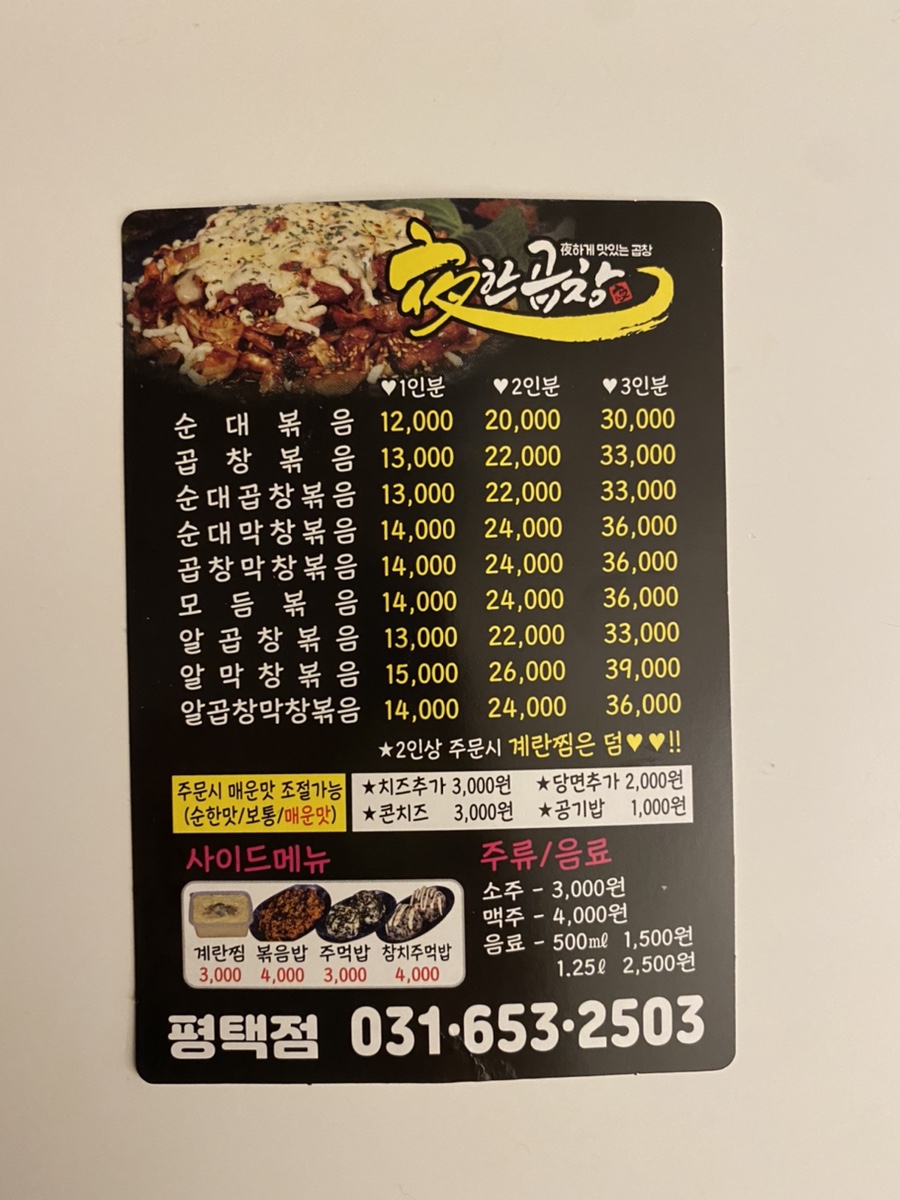 夜하게 맛있는 곱창
夜한곱창
♥1인분 ♥2인분 ♥3인분
순대볶음 12,000 20,000 30,000
곱창볶음 13,000 22,000 33,000
순대곱창볶음 13,000 22,000 33,000
순대막창볶음 14,000 24,000 36,000
곱창막창볶음 14,000 24,000 36,000
모듬볶음 14,000 24,000 36,000
알곱창볶음 13,000 22,000 33,000
알막창볶음 15,000 26,000 39,000
알곱창막창볶음 14,000 24,000 36,000
★2인상 주문시 계란찜은 덤♥♥!!
주문시 매운맛 조절가능
(순한맛/보통/매운맛)
★치즈추가 3,000원 ★당면추가 2,000원
★콘치즈 3,000원 ★공기밥 1,000원
사이드메뉴
계란찜 볶음밥 주먹밥 참치주먹밥
3,000 4,000 3,000 4,000
주류/음료
소주 - 3,000원
맥주 - 4,000원
음료 - 500㎖ 1,500원
1.25ℓ 2,500원
평택점 031·653·2503